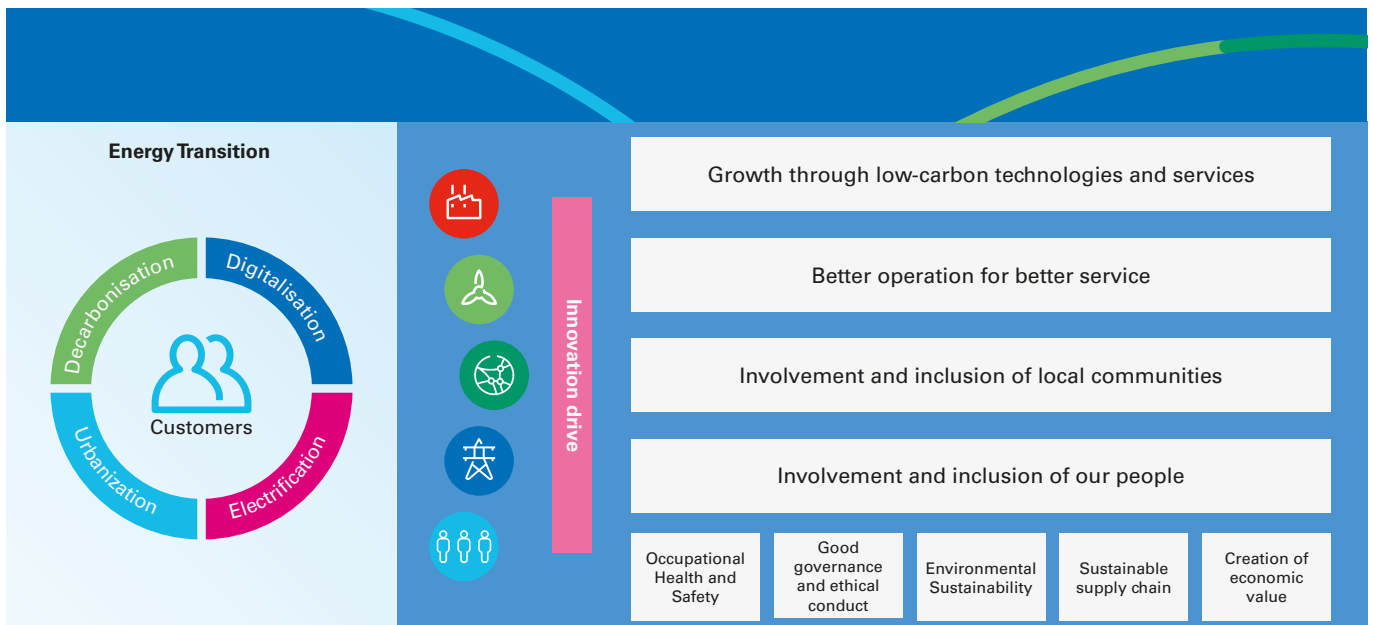 Energy Transition
Decarbonisation
Digitalisation
Customers
Urbanization
Electrification
Innovation drive
Growth through low-carbon technologies and services
Better operation for better service
Involvement and inclusion of local communities
Involvement and inclusion of our people
Occupational
Health and
Safety
Good
governance
and ethical
conduct
Environmental
Sustainability
Sustainable
supply chain
Creation of
economic
value